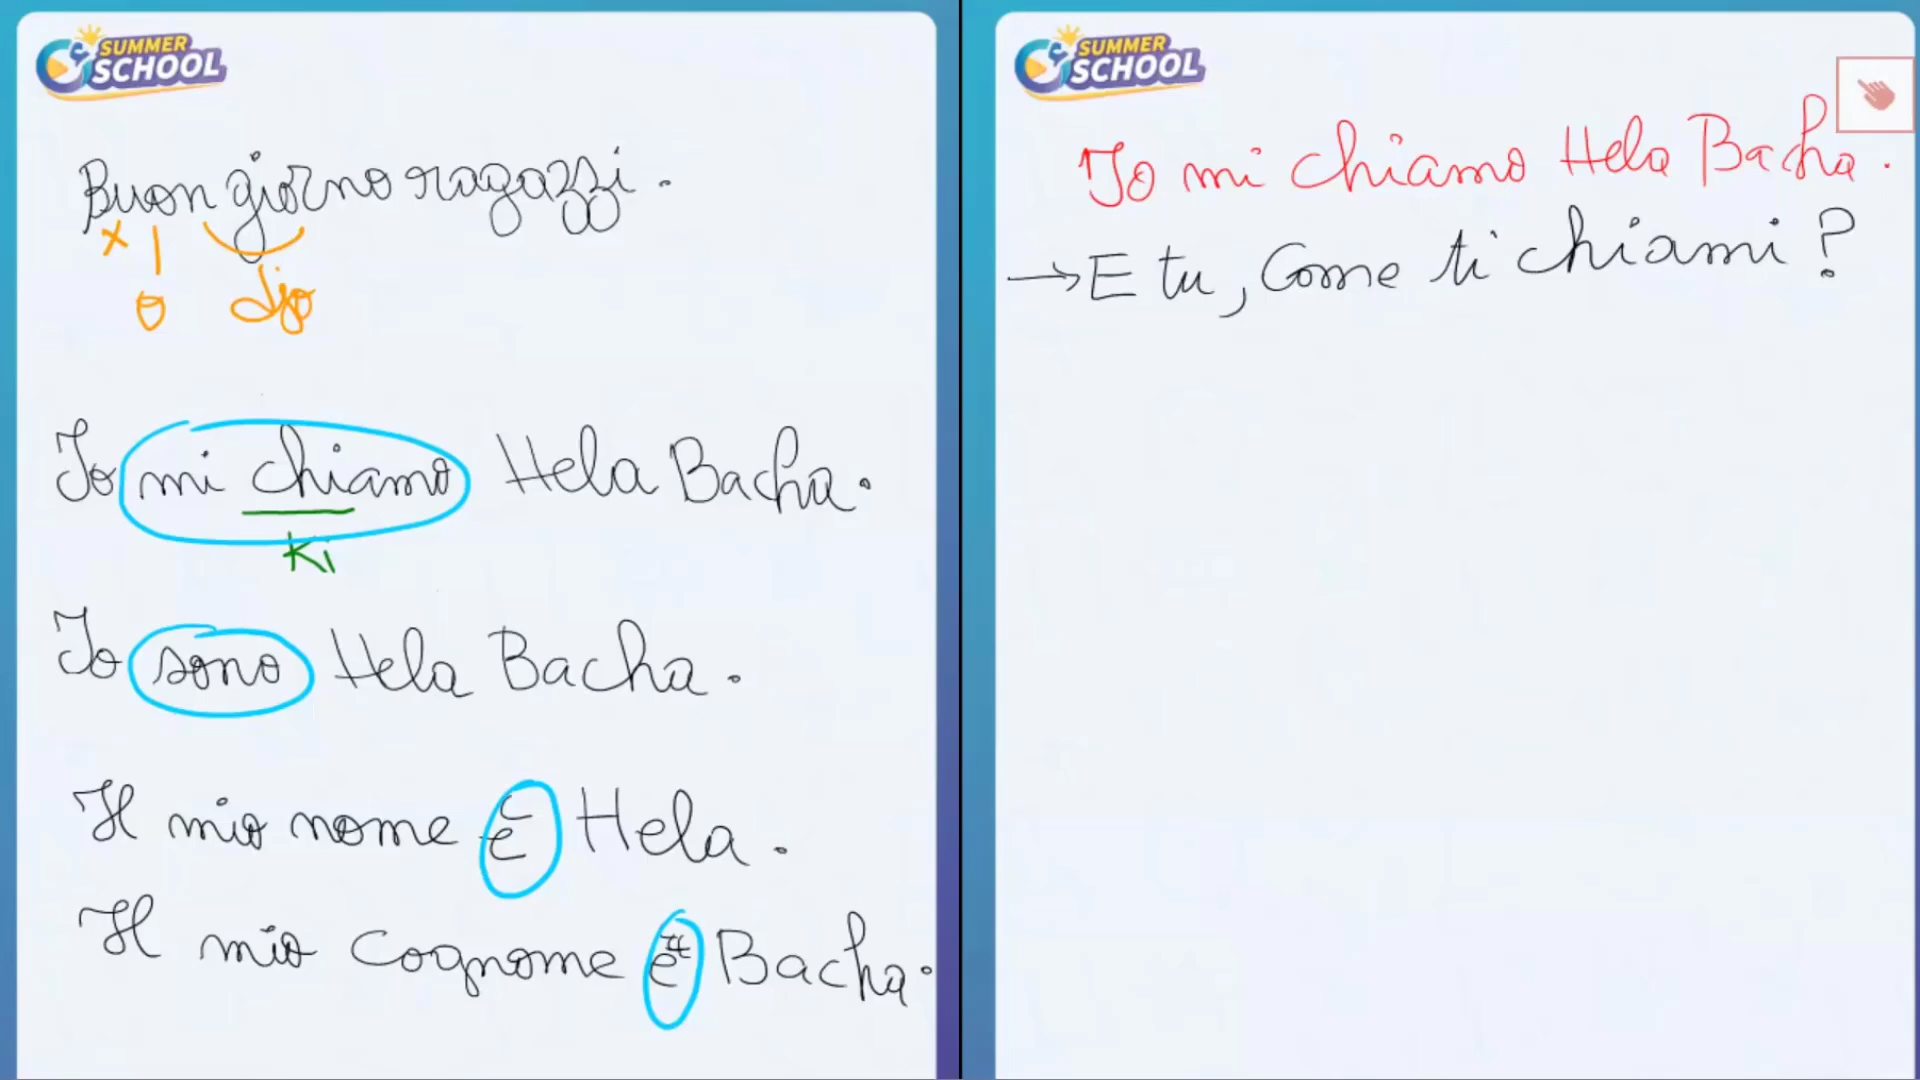 SUMMER
SCHOOL
Buon giorno ragazzi.
x
o djo
Io mi chiamo Hela Bacha.
Ki
Io sono Hela Bacha.
Il mio nome è Hela.
Il mio cognome è Bacha.
SUMMER
SCHOOL
Io mi chiamo Hela Bacha.
→ E tu, Come ti chiami ?